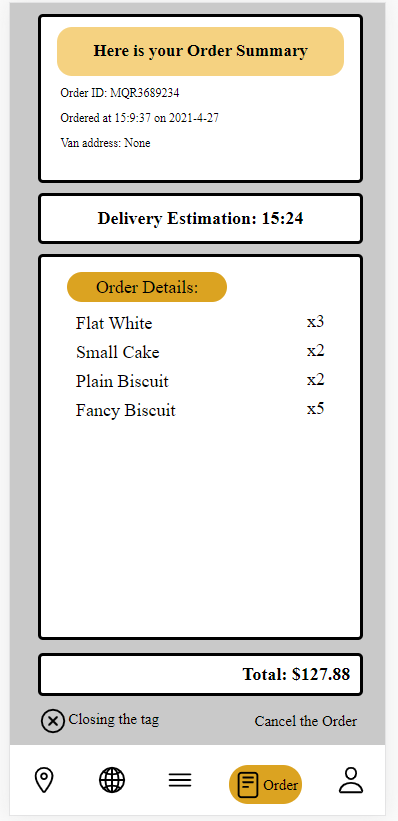 Here is your Order Summary
Order ID: MQR3689234
Ordered at 15:9:37 on 2021-4-27
Van address: None
Delivery Estimation: 15:24
Order Details:
Flat White x3
Small Cake x2
Plain Biscuit x2
Fancy Biscuit x5
Total: $127.88
Closing the tag Cancel the Order
Order